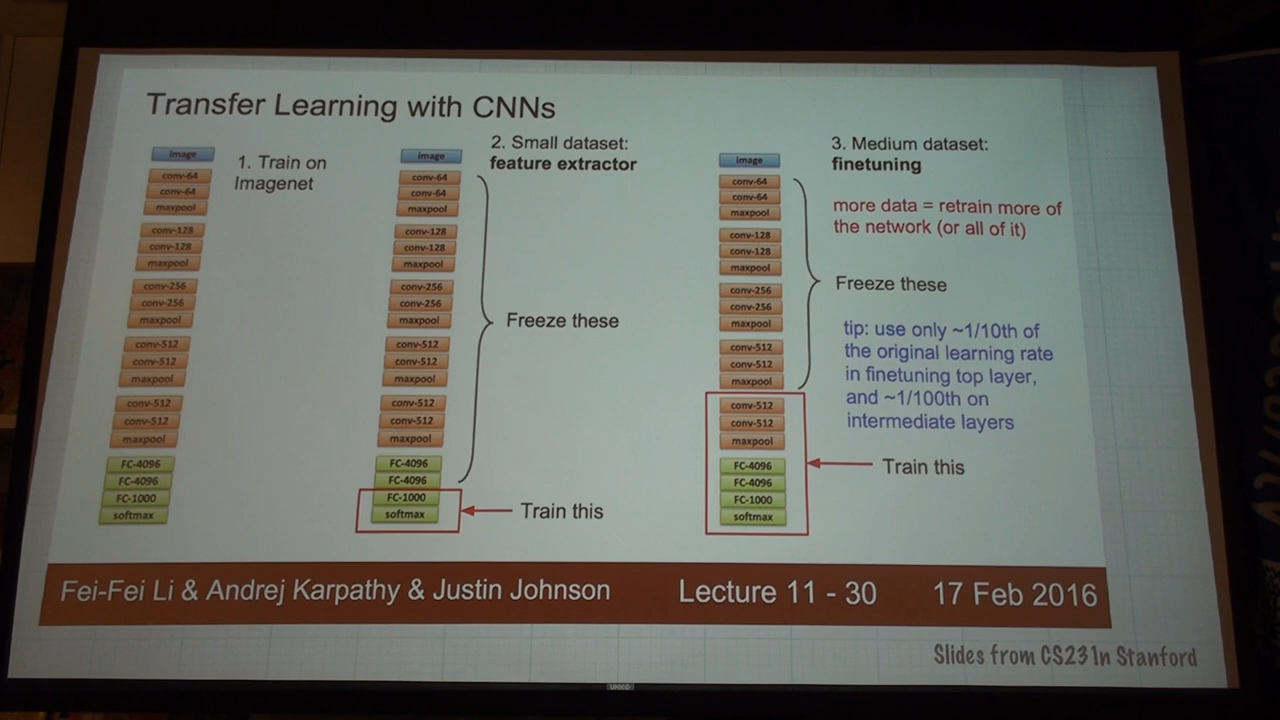 Transfer Learning with CNNs
image
conv-64
conv-64
maxpool
conv-128
conv-128
maxpool
conv-256
conv-256
maxpool
conv-512
conv-512
maxpool
conv-512
conv-512
maxpool
FC-4096
FC-4096
FC-1000
softmax
1. Train on
Imagenet
2. Small dataset:
feature extractor
image
conv-64
conv-64
maxpool
conv-128
conv-128
maxpool
conv-256
conv-256
maxpool
conv-512
conv-512
maxpool
conv-512
conv-512
maxpool
FC-4096
FC-4096
FC-1000
softmax
Freeze these
Train this
3. Medium dataset:
finetuning
image
conv-64
conv-64
maxpool
conv-128
conv-128
maxpool
conv-256
conv-256
maxpool
conv-512
conv-512
maxpool
conv-512
conv-512
maxpool
FC-4096
FC-4096
FC-1000
softmax
more data = retrain more of
the network (or all of it)
Freeze these
tip: use only ~1/10th of
the original learning rate
in finetuning top layer,
and ~1/100th on
intermediate layers
Train this
Fei-Fei Li & Andrej Karpathy & Justin Johnson
Lecture 11 - 30
17 Feb 2016
Slides from CS231n Stanford